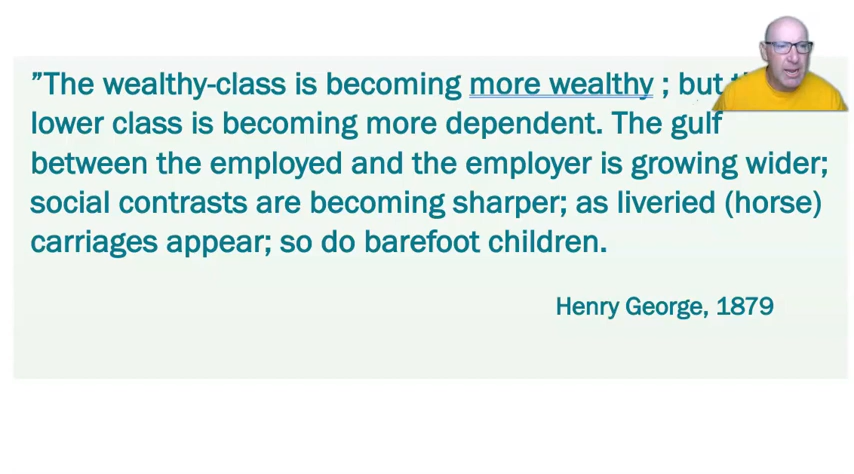 ”The wealthy-class is becoming more wealthy ; but
lower class is becoming more dependent. The gulf
between the employed and the employer is growing wider;
social contrasts are becoming sharper; as liveried (horse)
carriages appear; so do barefoot children.
Henry George, 1879